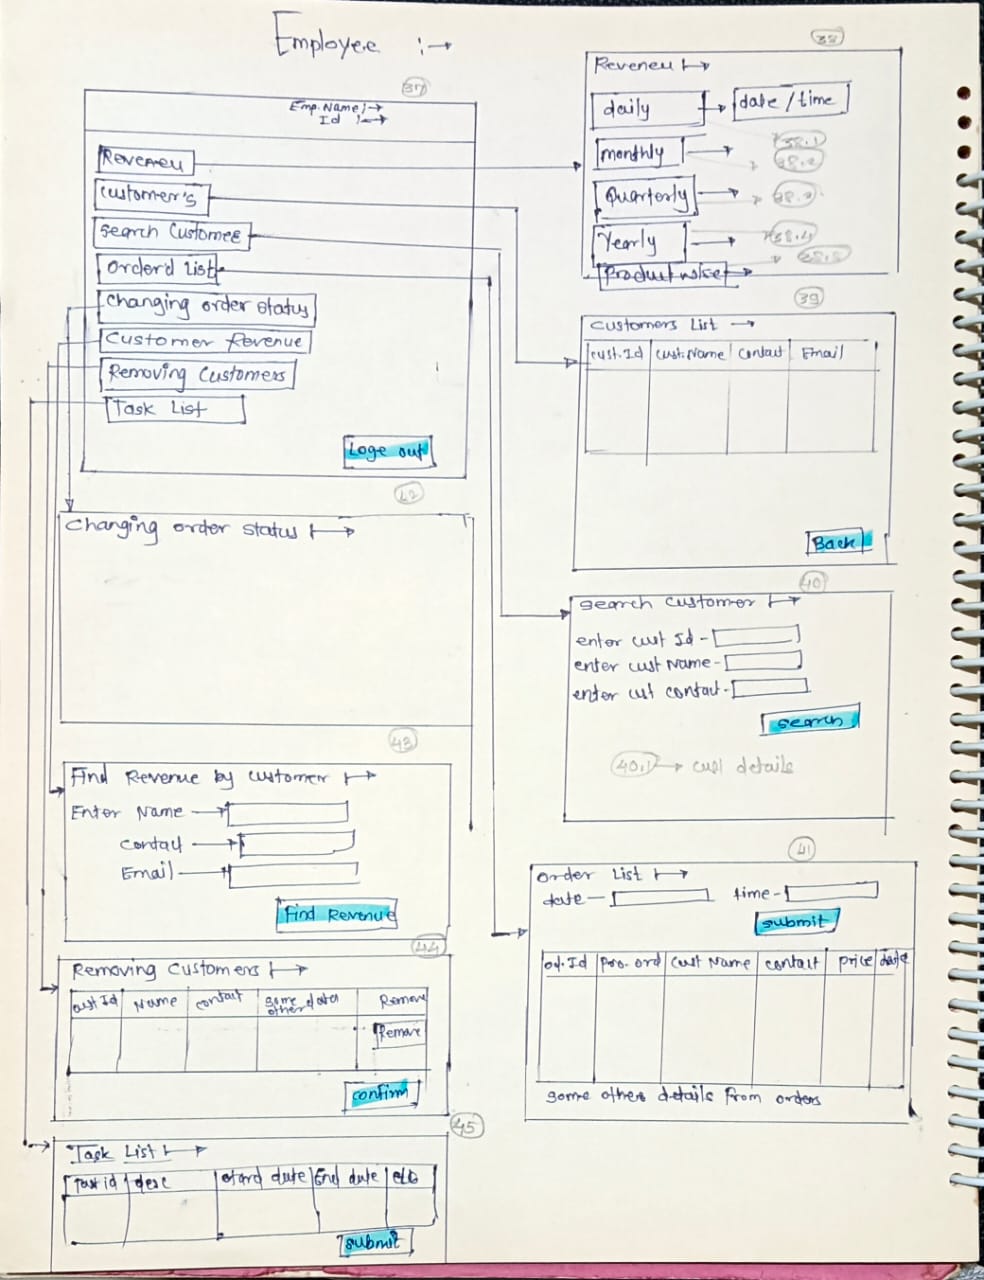 Employee :→
37
Emp. Name :→
Id :→
Reveneu
Customer's
Search Customer
Order'd List
Changing order status
Customer Revenue
Removing Customers
Task List
Loge out
38
Reveneu ↦
daily → date / time
monthly →
38.1
38.2
Quarterly →
38.3
Yearly →
38.4
38.5
Product wise →
39
Customers List →
cust. Id cust. Name Contact Email
Back
40
Search customer ↦
enter cust Id -
enter cust Name -
enter cust contact -
Search
40.1 → cust details
41
Order List ↦
date - time -
submit
od. Id Pro. ord Cust Name contact price date
some others details from orders
42
Changing order status ↦
43
Find Revenue by customer ↦
Enter Name →
Contact →
Email →
Find Revenue
44
Removing Customers ↦
cust Id Name contact some other data Remove
Remove
confirm
45
Task List ↦
Task id desc start date End date
submit